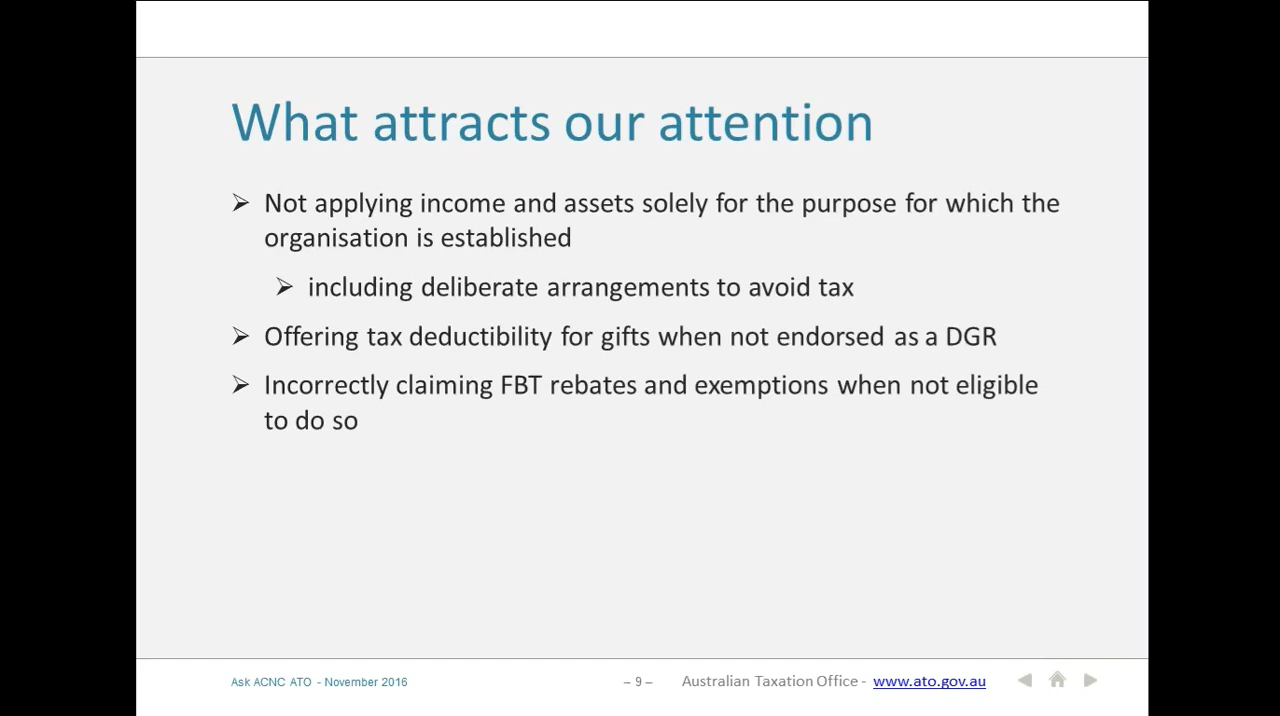 What attracts our attention
Not applying income and assets solely for the purpose for which the
organisation is established
including deliberate arrangements to avoid tax
Offering tax deductibility for gifts when not endorsed as a DGR
Incorrectly claiming FBT rebates and exemptions when not eligible
to do so
Ask ACNC ATO - November 2016
– 9 –
Australian Taxation Office - www.ato.gov.au